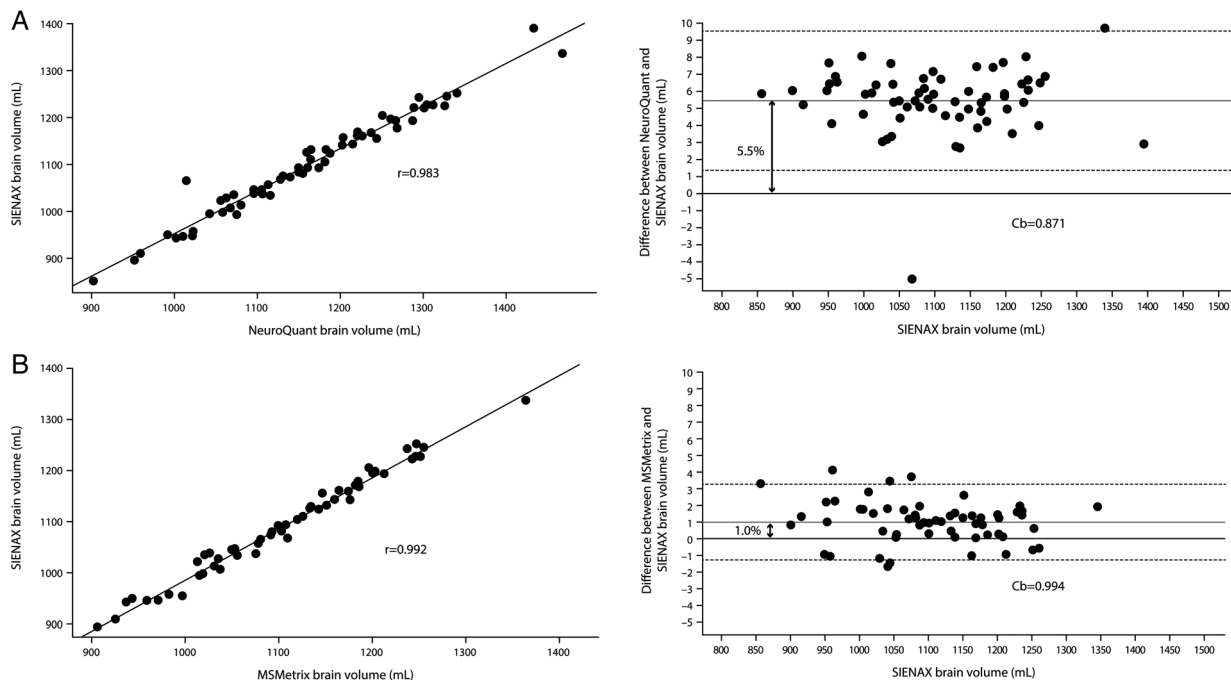 A
1400
1300
1200
1100
1000
900
SIENAX brain volume (mL)
r=0.983
900 1000 1100 1200 1300 1400
NeuroQuant brain volume (mL)
10
9
8
7
6
5
4
3
2
1
0
−1
−2
−3
−4
−5
Difference between NeuroQuant and
SIENAX brain volume (mL)
5.5%
Cb=0.871
800 850 900 950 1000 1050 1100 1150 1200 1250 1300 1350 1400 1450 1500
SIENAX brain volume (mL)
B
1400
1300
1200
1100
1000
900
SIENAX brain volume (mL)
r=0.992
900 1000 1100 1200 1300 1400
MSMetrix brain volume (mL)
10
9
8
7
6
5
4
3
2
1
0
−1
−2
−3
−4
−5
Difference between MSMetrix and
SIENAX brain volume (mL)
1.0%
Cb=0.994
800 850 900 950 1000 1050 1100 1150 1200 1250 1300 1350 1400 1450 1500
SIENAX brain volume (mL)